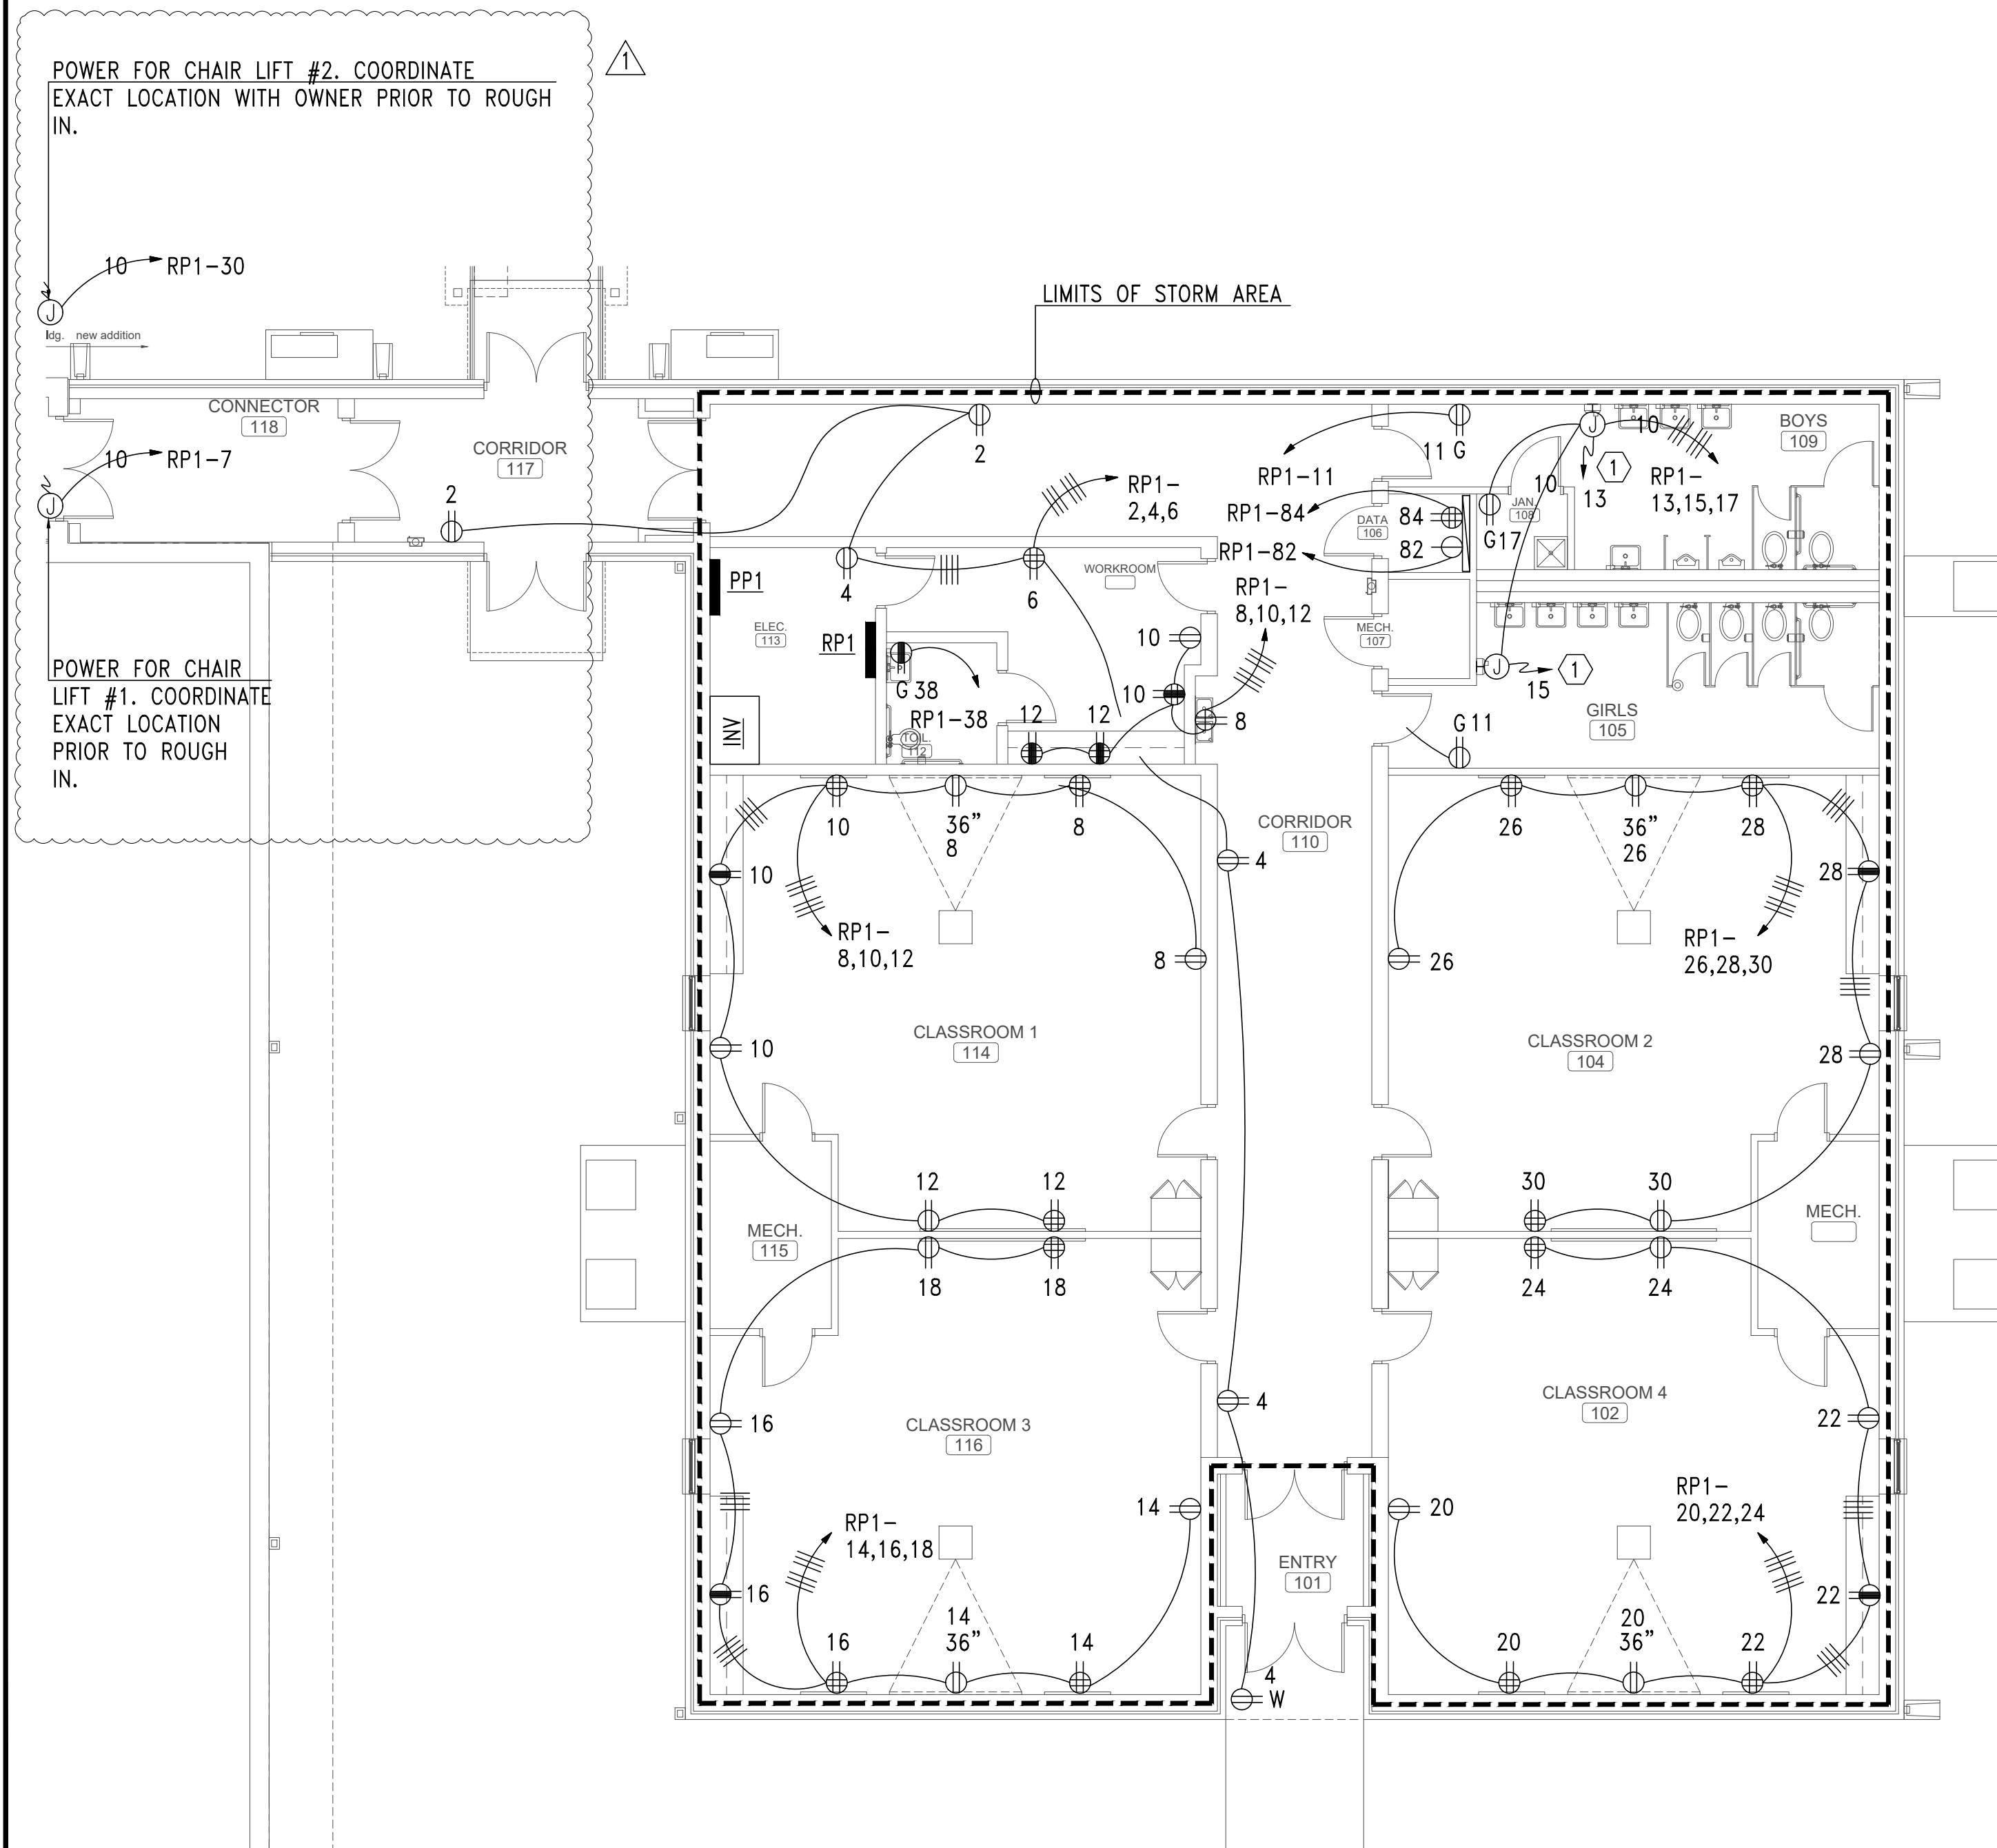 POWER FOR CHAIR LIFT #2. COORDINATE
EXACT LOCATION WITH OWNER PRIOR TO ROUGH
IN.
1
10
RP1-30
J
ldg. new addition
LIMITS OF STORM AREA
CONNECTOR
118
CORRIDOR
117
10
RP1-7
J
2
2
11 G
RP1-11
J
10
BOYS
109
1
13
RP1-
13,15,17
10
JAN.
108
G17
RP1-
2,4,6
RP1-84
84
DATA
106
RP1-82
82
PP1
4
6
WORKROOM
RP1-
8,10,12
ELEC.
113
RP1
10
MECH.
107
J
1
15
POWER FOR CHAIR
LIFT #1. COORDINATE
EXACT LOCATION
PRIOR TO ROUGH
IN.
G 38
RP1-38
10
8
INV
TOIL.
112
12
12
GIRLS
105
G11
10
36”
8
8
CORRIDOR
110
26
36”
26
28
10
4
28
RP1-
8,10,12
8
26
RP1-
26,28,30
10
CLASSROOM 1
114
CLASSROOM 2
104
28
12
12
30
30
MECH.
115
MECH.
18
18
24
24
16
CLASSROOM 3
116
4
CLASSROOM 4
102
22
RP1-
14,16,18
14
20
RP1-
20,22,24
ENTRY
101
16
22
16
14
36”
14
20
20
36”
22
4
W